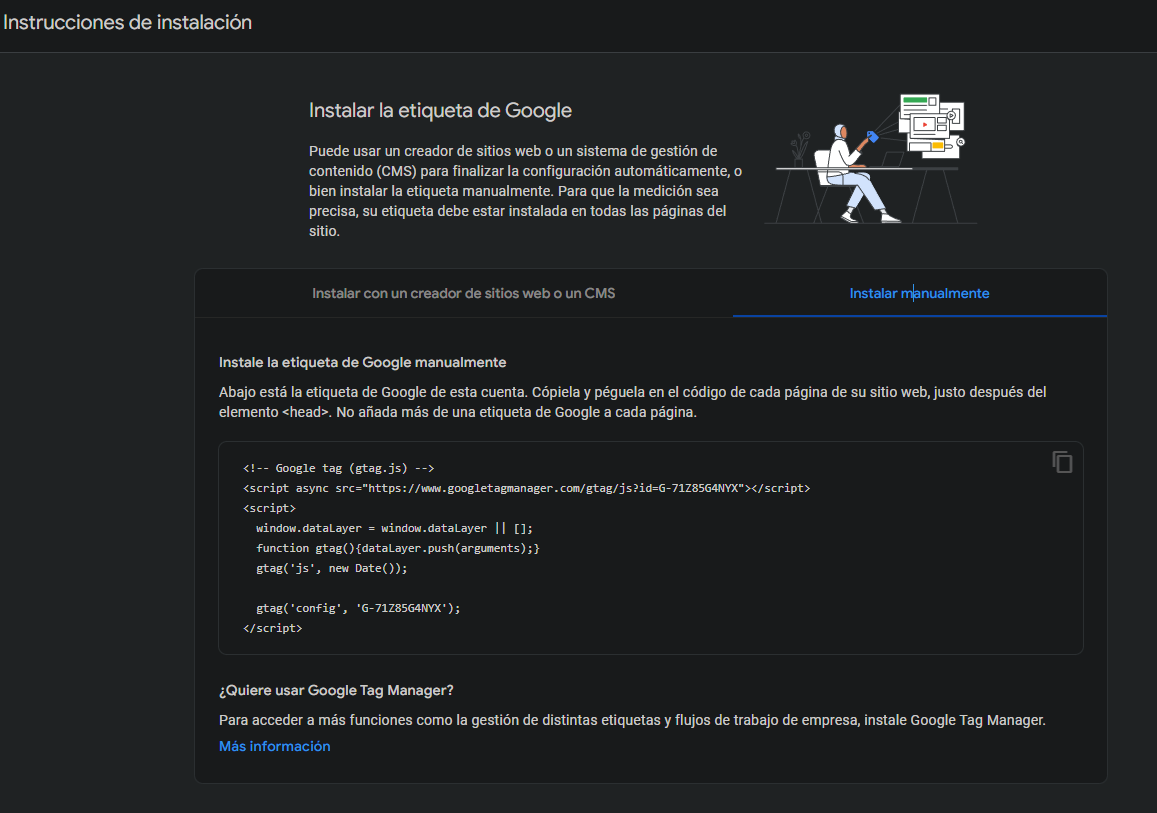 Instrucciones de instalación
Instalar la etiqueta de Google
Puede usar un creador de sitios web o un sistema de gestión de
contenido (CMS) para finalizar la configuración automáticamente, o
bien instalar la etiqueta manualmente. Para que la medición sea
precisa, su etiqueta debe estar instalada en todas las páginas del
sitio.
Instalar con un creador de sitios web o un CMS
Instalar manualmente
Instale la etiqueta de Google manualmente
Abajo está la etiqueta de Google de esta cuenta. Cópiela y péguela en el código de cada página de su sitio web, justo después del
elemento <head>. No añada más de una etiqueta de Google a cada página.
<!-- Google tag (gtag.js) -->
<script async src="https://www.googletagmanager.com/gtag/js?id=G-71Z85G4NYX"></script>
<script>
  window.dataLayer = window.dataLayer || [];
  function gtag(){dataLayer.push(arguments);}
  gtag('js', new Date());

  gtag('config', 'G-71Z85G4NYX');
</script>
¿Quiere usar Google Tag Manager?
Para acceder a más funciones como la gestión de distintas etiquetas y flujos de trabajo de empresa, instale Google Tag Manager.
Más información